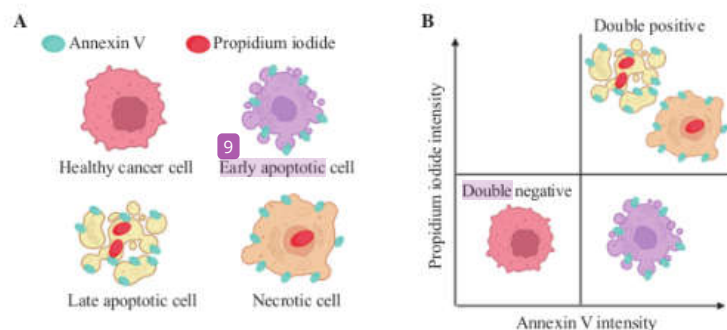 A
Annexin V
Propidium iodide
Healthy cancer cell
9
Early apoptotic cell
Late apoptotic cell
Necrotic cell
B
Double positive
Propidium iodide intensity
Double negative
Annexin V intensity